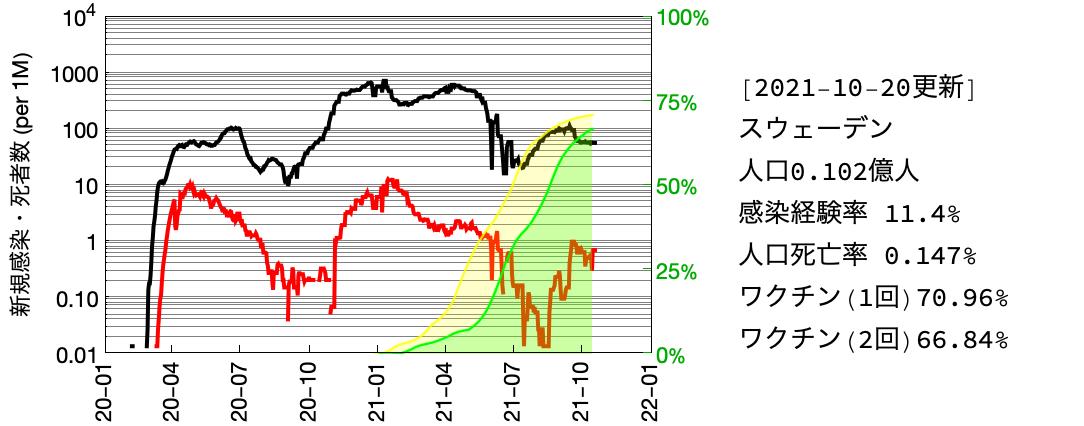 新規感染・死者数 (per 1M)
10^4
1000
100
10
1
0.10
0.01
100%
75%
50%
25%
0%
20-01
20-04
20-07
20-10
21-01
21-04
21-07
21-10
22-01
[2021-10-20更新]
スウェーデン
人口0.102億人
感染経験率 11.4%
人口死亡率 0.147%
ワクチン(1回)70.96%
ワクチン(2回)66.84%